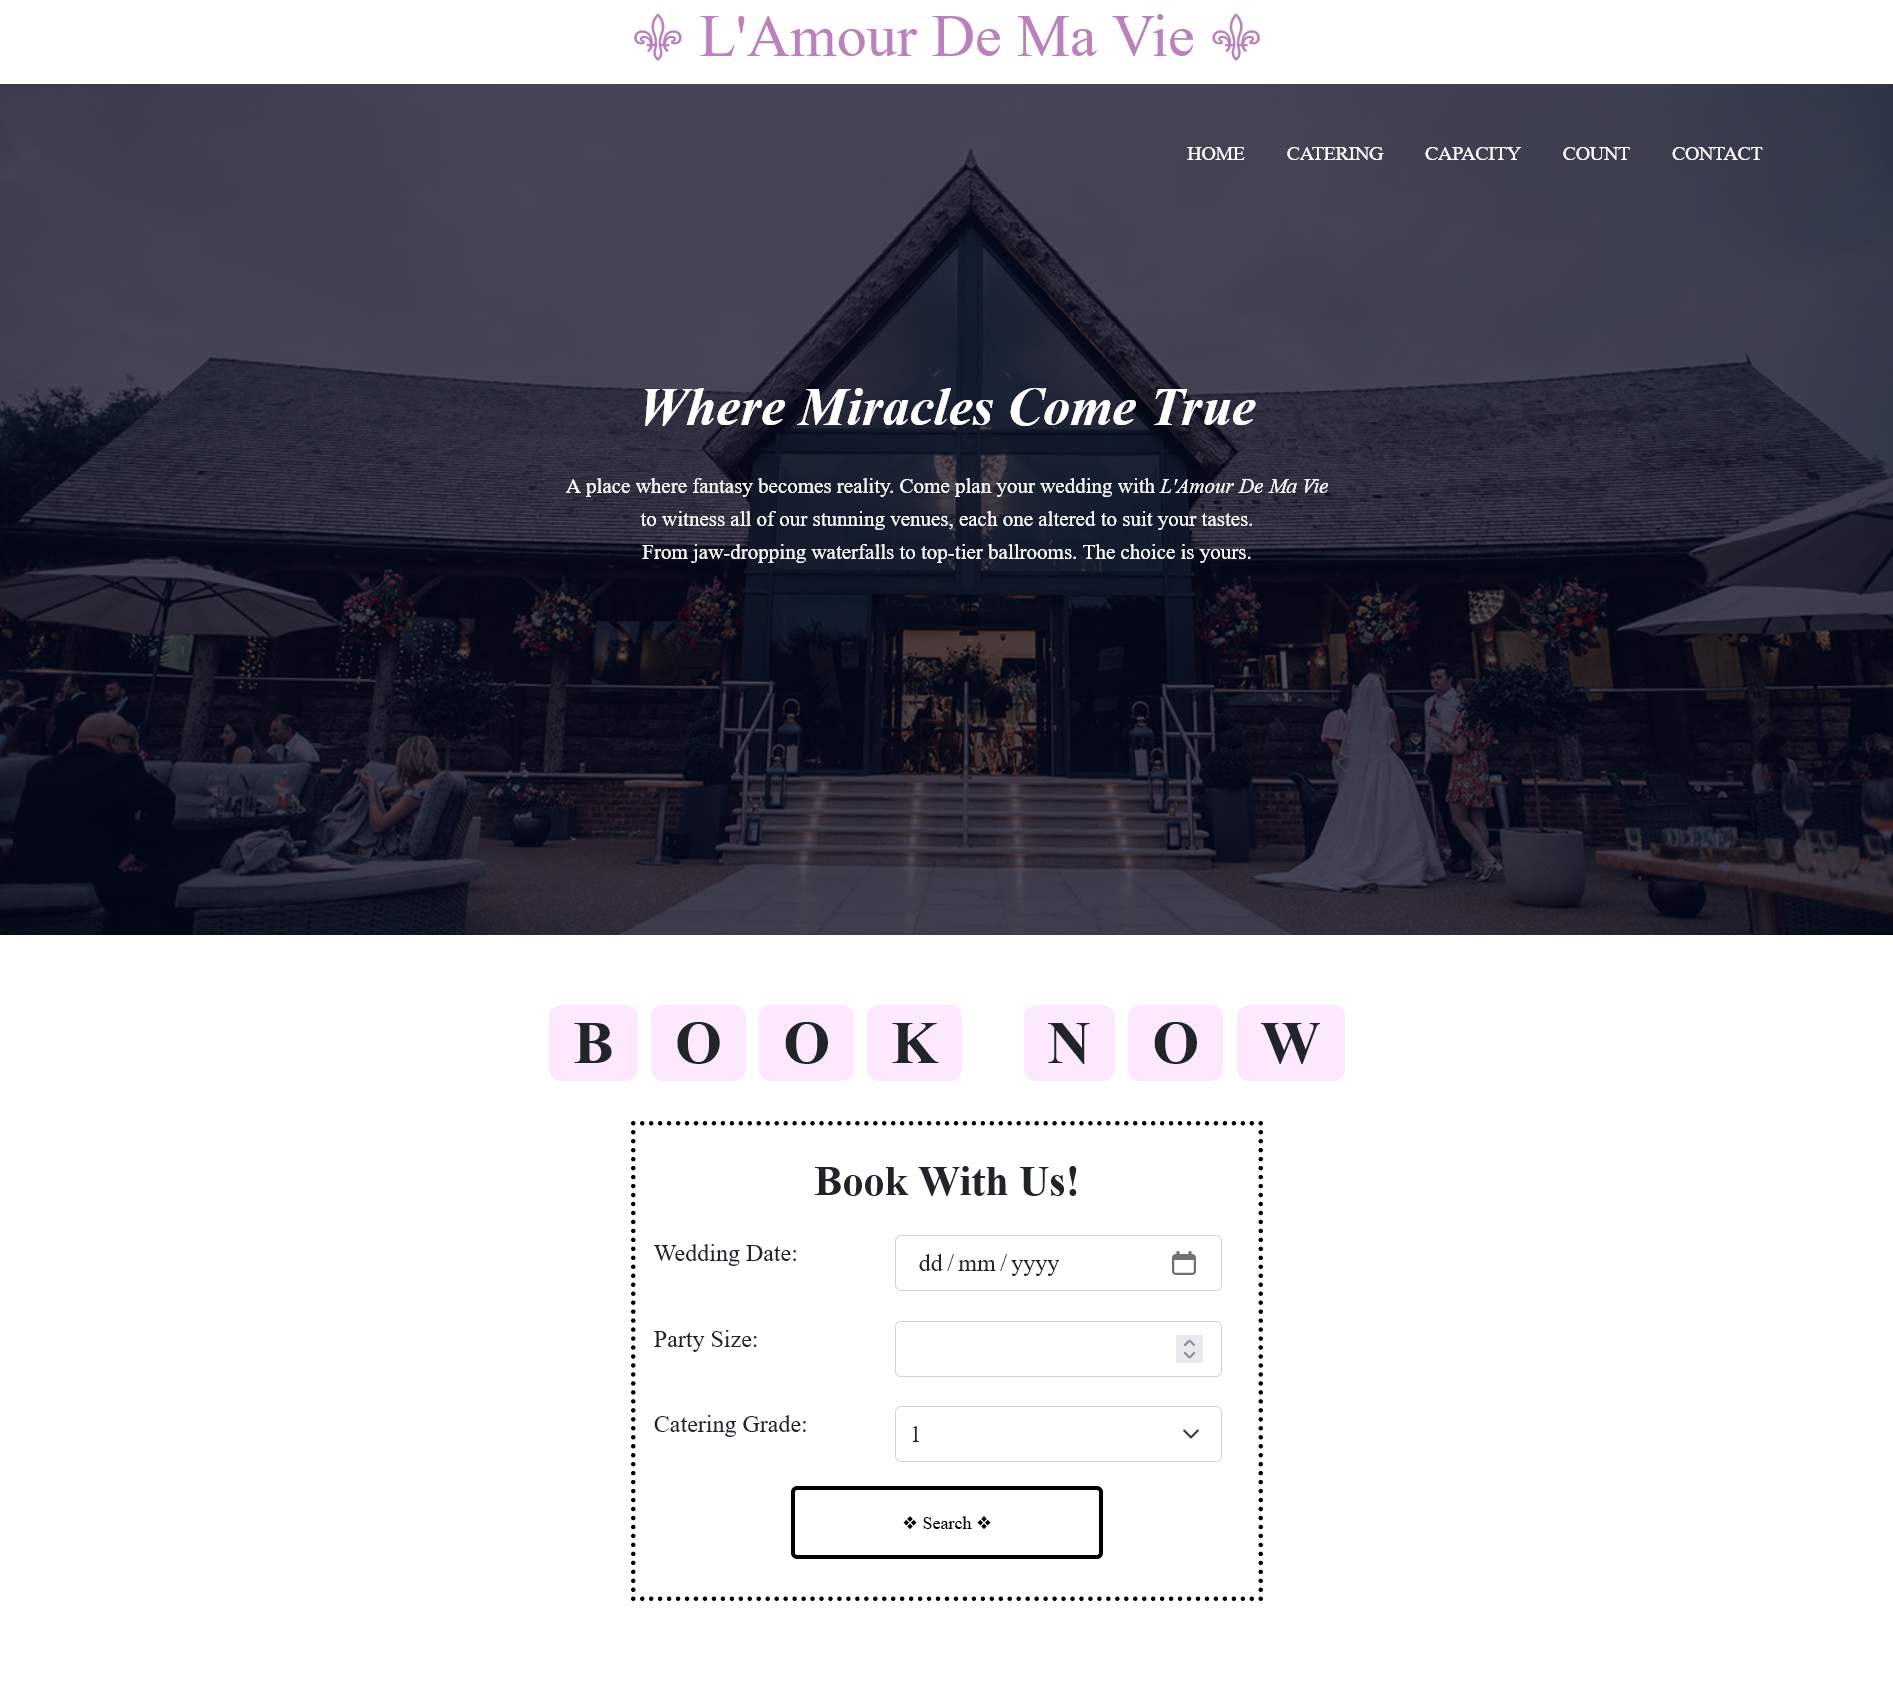 ⚜ L'Amour De Ma Vie ⚜
HOME CATERING CAPACITY COUNT CONTACT
Where Miracles Come True
A place where fantasy becomes reality. Come plan your wedding with L'Amour De Ma Vie
to witness all of our stunning venues, each one altered to suit your tastes.
From jaw-dropping waterfalls to top-tier ballrooms. The choice is yours.
BOOK NOW
Book With Us!
Wedding Date: dd/mm/yyyy
Party Size:
Catering Grade: 1
❖ Search ❖